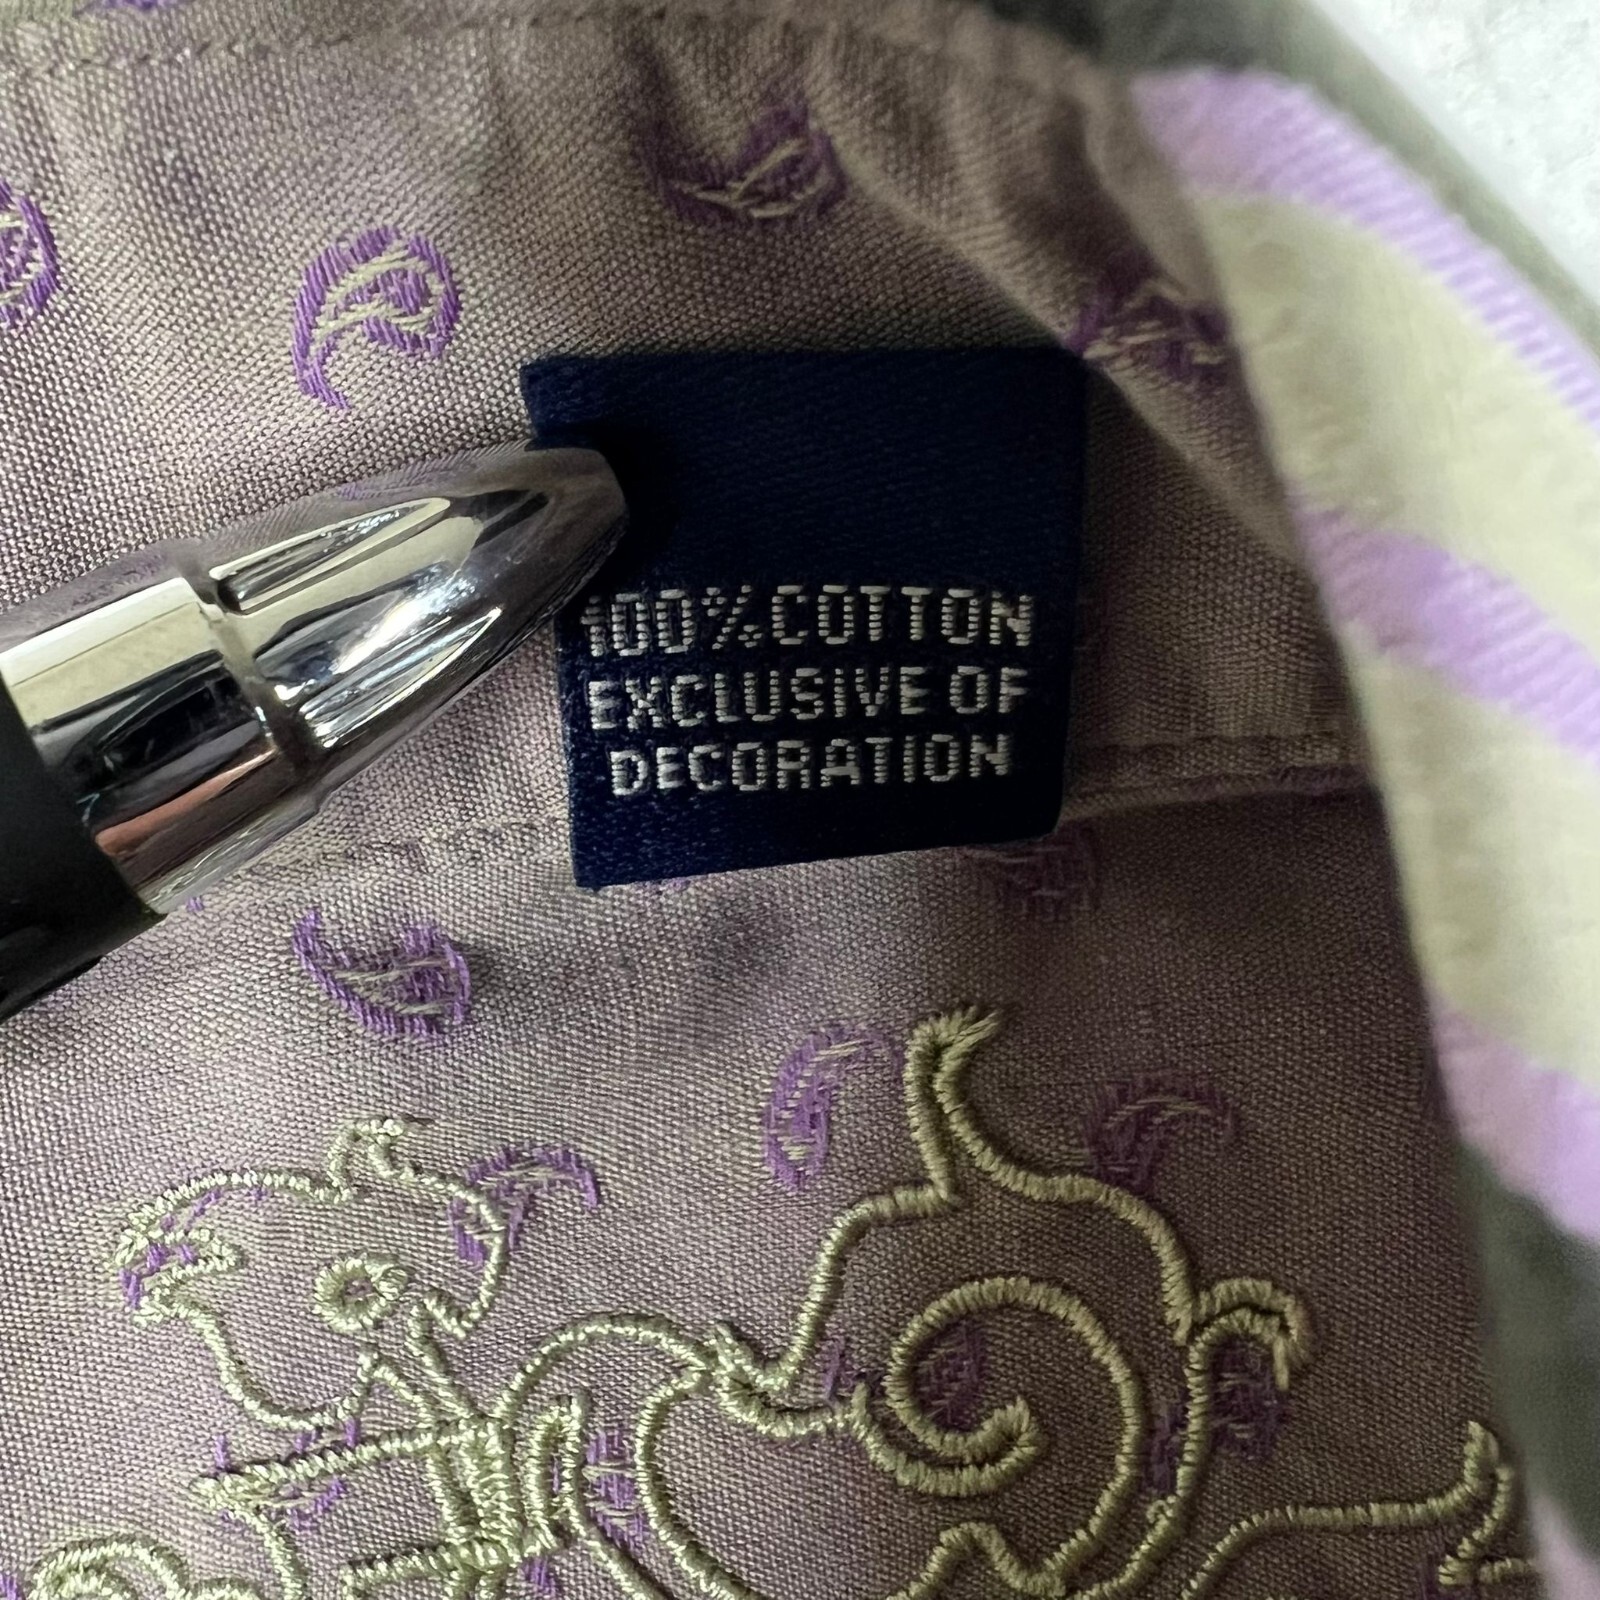 100% COTTON
EXCLUSIVE OF
DECORATION